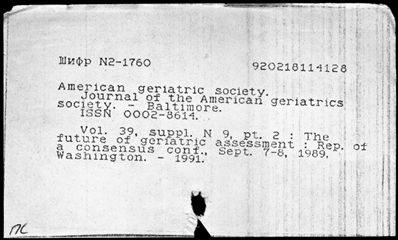 Шифр N2-1760 920218114128
American geriatric society.
Journal of the American geriatrics
society. - Baltimore.
ISSN 0002-8614.
Vol. 39, suppl. N 9, pt. 2 : The
future of geriatric assessment : Rep. of
a consensus conf., Sept. 7-8, 1989,
Washington. - 1991.
ПС